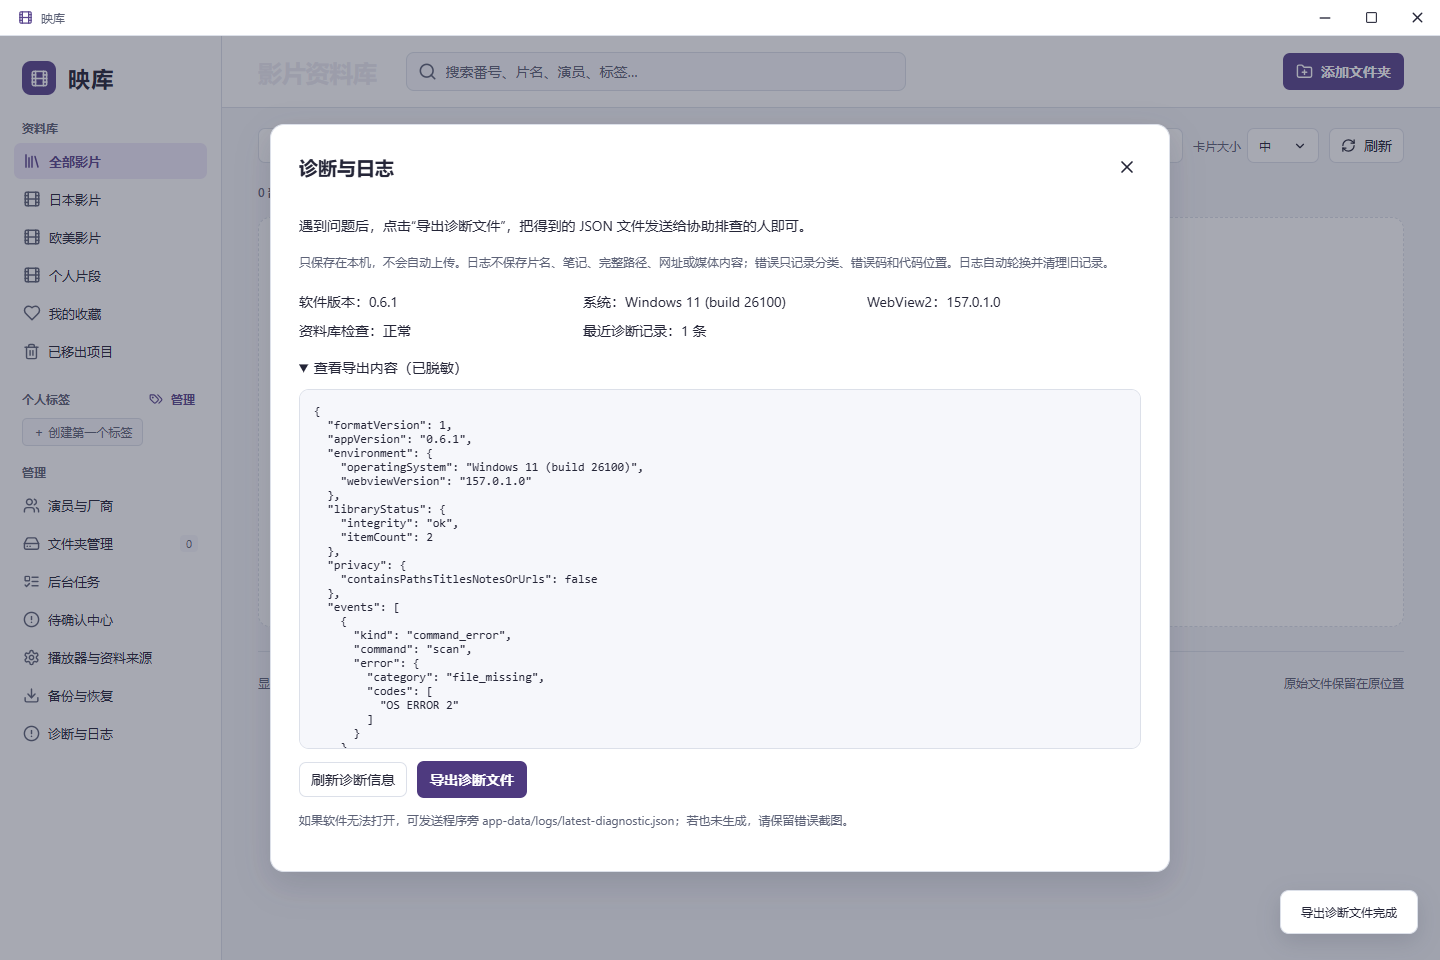 映库
映库
影片资料库
搜索番号、片名、演员、标签...
添加文件夹
资料库
全部影片
日本影片
欧美影片
个人片段
我的收藏
已移出项目
个人标签
管理
+ 创建第一个标签
管理
演员与厂商
文件夹管理
0
后台任务
待确认中心
播放器与资料来源
备份与恢复
诊断与日志
卡片大小
中
刷新
0
诊断与日志
遇到问题后，点击“导出诊断文件”，把得到的 JSON 文件发送给协助排查的人即可。
只保存在本机，不会自动上传。日志不保存片名、笔记、完整路径、网址或媒体内容；错误只记录分类、错误码和代码位置。日志自动轮换并清理旧记录。
软件版本：0.6.1
系统：Windows 11 (build 26100)
WebView2：157.0.1.0
资料库检查：正常
最近诊断记录：1 条
▼ 查看导出内容（已脱敏）
{
"formatVersion": 1,
"appVersion": "0.6.1",
"environment": {
"operatingSystem": "Windows 11 (build 26100)",
"webviewVersion": "157.0.1.0"
},
"libraryStatus": {
"integrity": "ok",
"itemCount": 2
},
"privacy": {
"containsPathsTitlesNotesOrUrls": false
},
"events": [
{
"kind": "command_error",
"command": "scan",
"error": {
"category": "file_missing",
"codes": [
"OS ERROR 2"
]
}
}
刷新诊断信息
导出诊断文件
如果软件无法打开，可发送程序旁 app-data/logs/latest-diagnostic.json；若也未生成，请保留错误截图。
显
原始文件保留在原位置
导出诊断文件完成